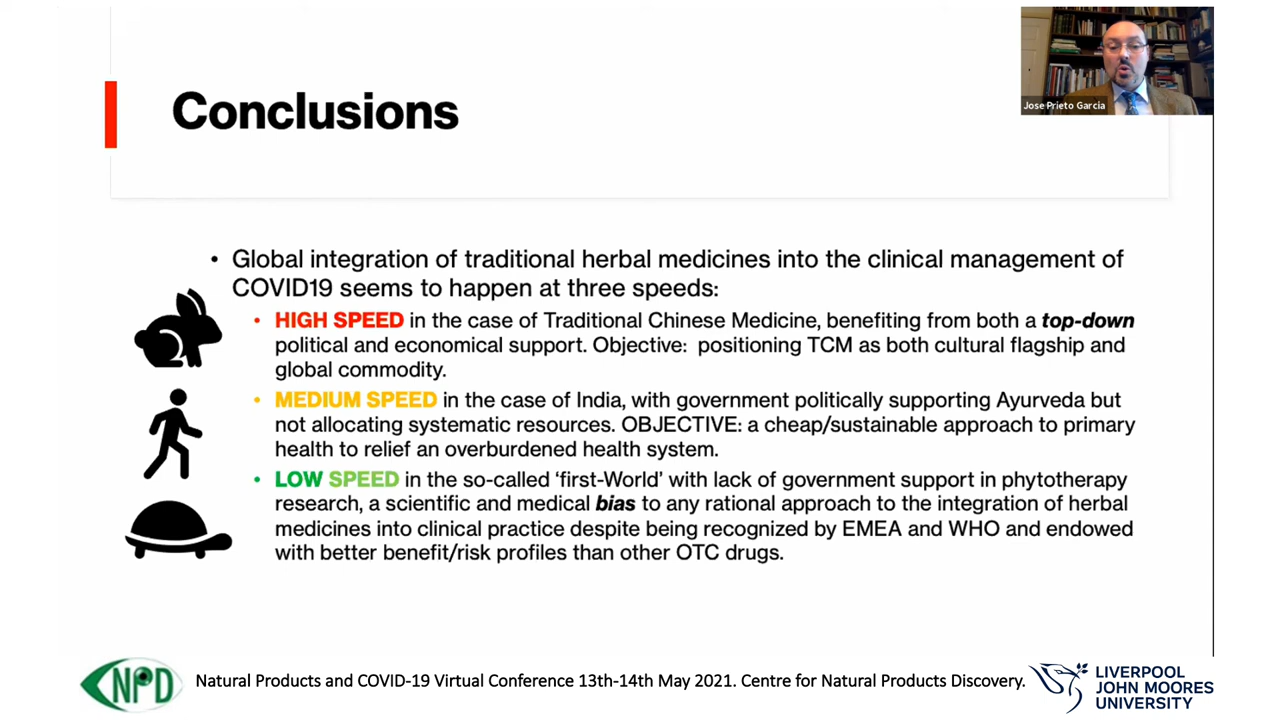 Jose Prieto Garcia
Conclusions
• Global integration of traditional herbal medicines into the clinical management of
COVID19 seems to happen at three speeds:
• HIGH SPEED in the case of Traditional Chinese Medicine, benefiting from both a top-down
political and economical support. Objective:  positioning TCM as both cultural flagship and
global commodity.
• MEDIUM SPEED in the case of India, with government politically supporting Ayurveda but
not allocating systematic resources. OBJECTIVE: a cheap/sustainable approach to primary
health to relief an overburdened health system.
• LOW SPEED in the so-called ‘first-World’ with lack of government support in phytotherapy
research, a scientific and medical bias to any rational approach to the integration of herbal
medicines into clinical practice despite being recognized by EMEA and WHO and endowed
with better benefit/risk profiles than other OTC drugs.
NPD
Natural Products and COVID-19 Virtual Conference 13th-14th May 2021. Centre for Natural Products Discovery.
LIVERPOOL
JOHN MOORES
UNIVERSITY